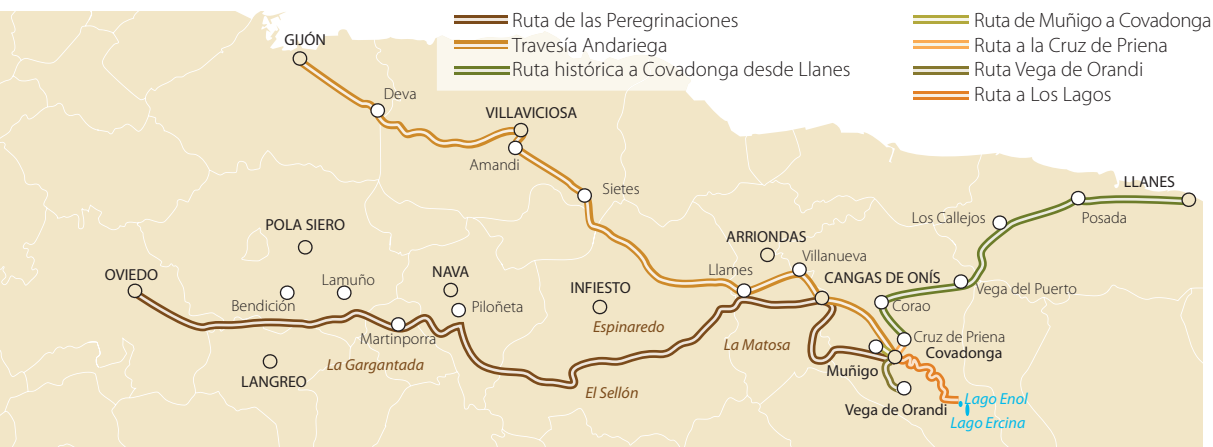 Ruta de las Peregrinaciones
Travesía Andariega
Ruta histórica a Covadonga desde Llanes
Ruta de Muñigo a Covadonga
Ruta a la Cruz de Priena
Ruta Vega de Orandi
Ruta a Los Lagos
GIJÓN
Deva
VILLAVICIOSA
Amandi
Sietes
LLANES
Posada
Los Callejos
POLA SIERO
ARRIONDAS
Villanueva
OVIEDO
Lamuño
NAVA
Llames
CANGAS DE ONÍS
INFIESTO
Vega del Puerto
Bendición
Piloñeta
Corao
Espinaredo
Martinporra
La Matosa
Cruz de Priena
Covadonga
La Gargantada
Muñigo
LANGREO
El Sellón
Lago Enol
Vega de Orandi
Lago Ercina